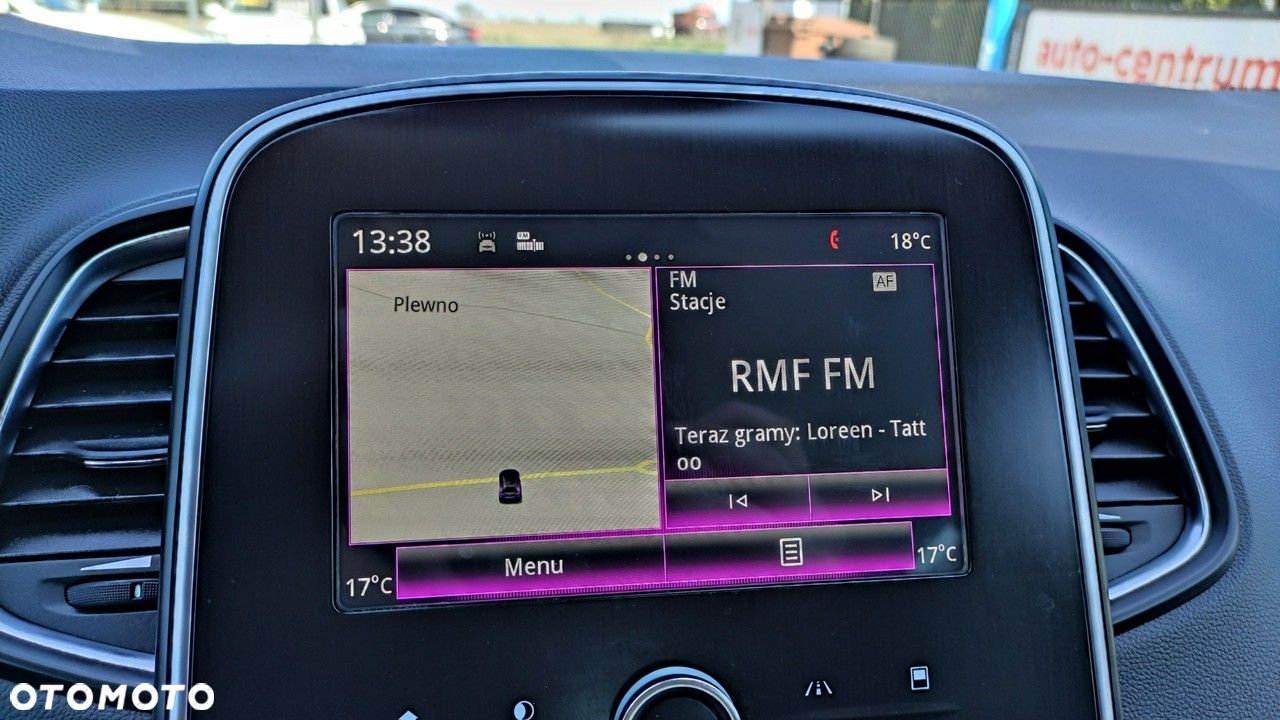 auto-centrum
13:38
18°C
Plewno
FM
AF
Stacje
RMF FM
Teraz gramy: Loreen - Tatt
oo
Menu
17°C
17°C
OTOMOTO